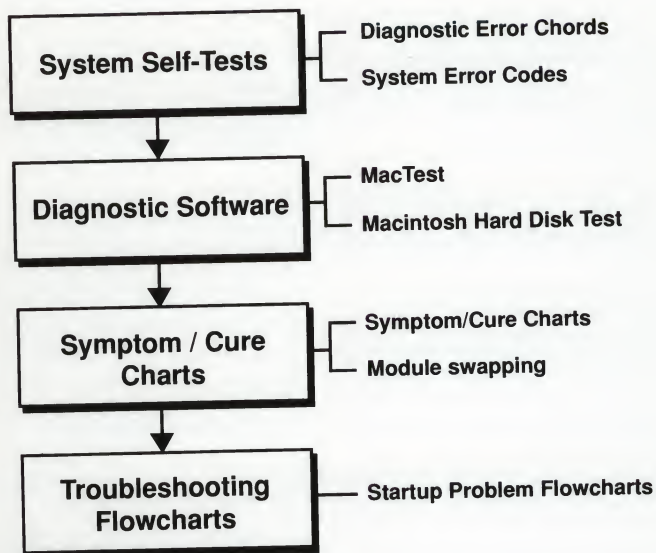 System Self-Tests
Diagnostic Error Chords
System Error Codes
Diagnostic Software
MacTest
Macintosh Hard Disk Test
Symptom / Cure
Charts
Symptom/Cure Charts
Module swapping
Troubleshooting
Flowcharts
Startup Problem Flowcharts